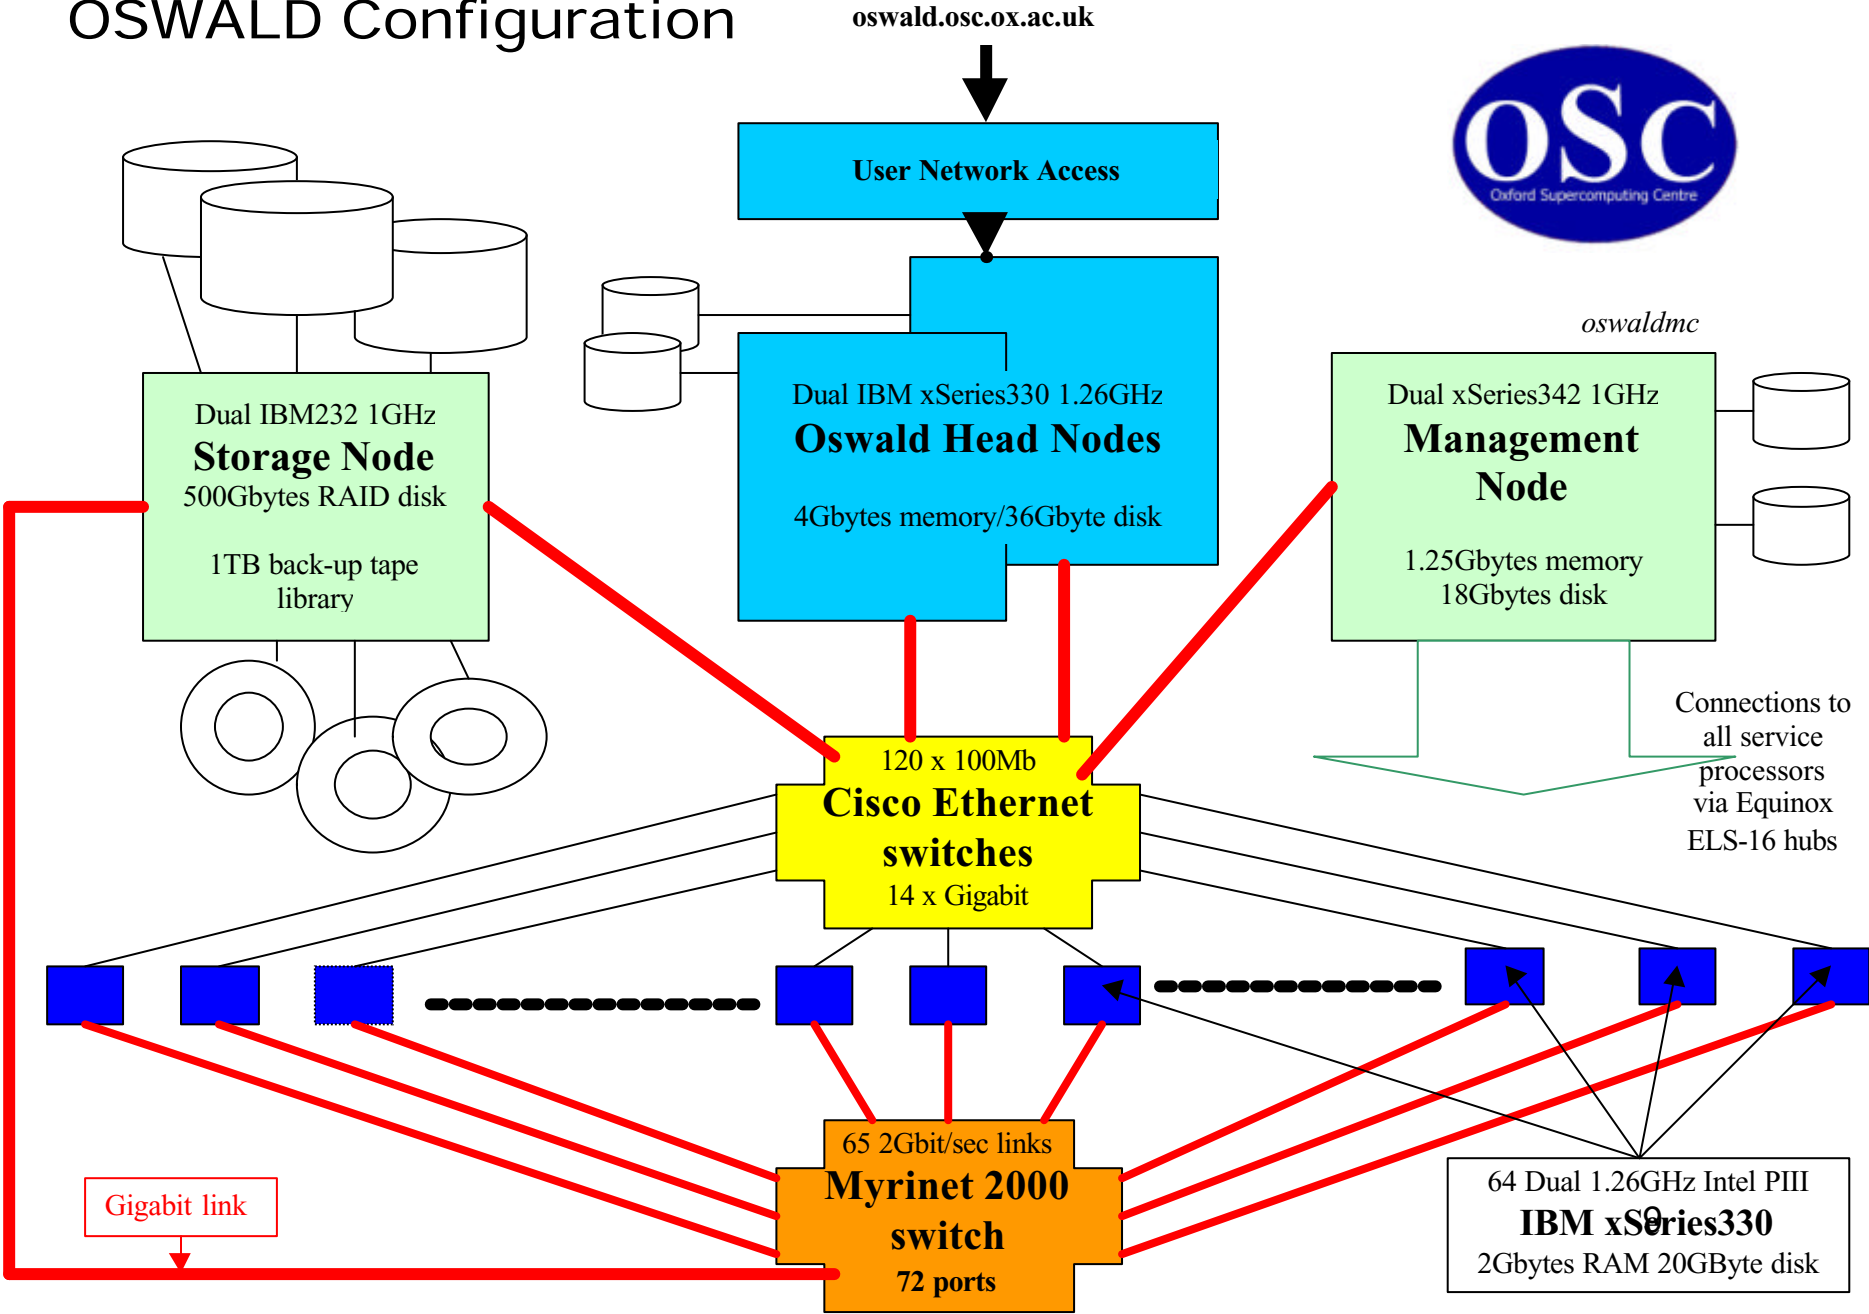 OSWALD Configuration
oswald.osc.ox.ac.uk
OSC
Oxford Supercomputing Centre
User Network Access
oswaldmc
Dual IBM232 1GHz
Storage Node
500Gbytes RAID disk
1TB back-up tape
library
Dual IBM xSeries330 1.26GHz
Oswald Head Nodes
4Gbytes memory/36Gbyte disk
Dual xSeries342 1GHz
Management
Node
1.25Gbytes memory
18Gbytes disk
Connections to
all service
processors
via Equinox
ELS-16 hubs
120 x 100Mb
Cisco Ethernet
switches
14 x Gigabit
65 2Gbit/sec links
Myrinet 2000
switch
72 ports
Gigabit link
64 Dual 1.26GHz Intel PIII
IBM xSeries330
9
2Gbytes RAM 20GByte disk